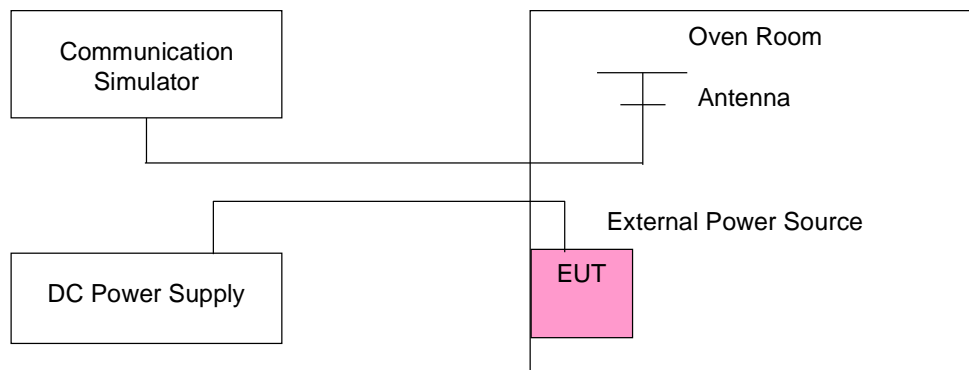 Communication
Simulator
Oven Room
Antenna
External Power Source
EUT
DC Power Supply